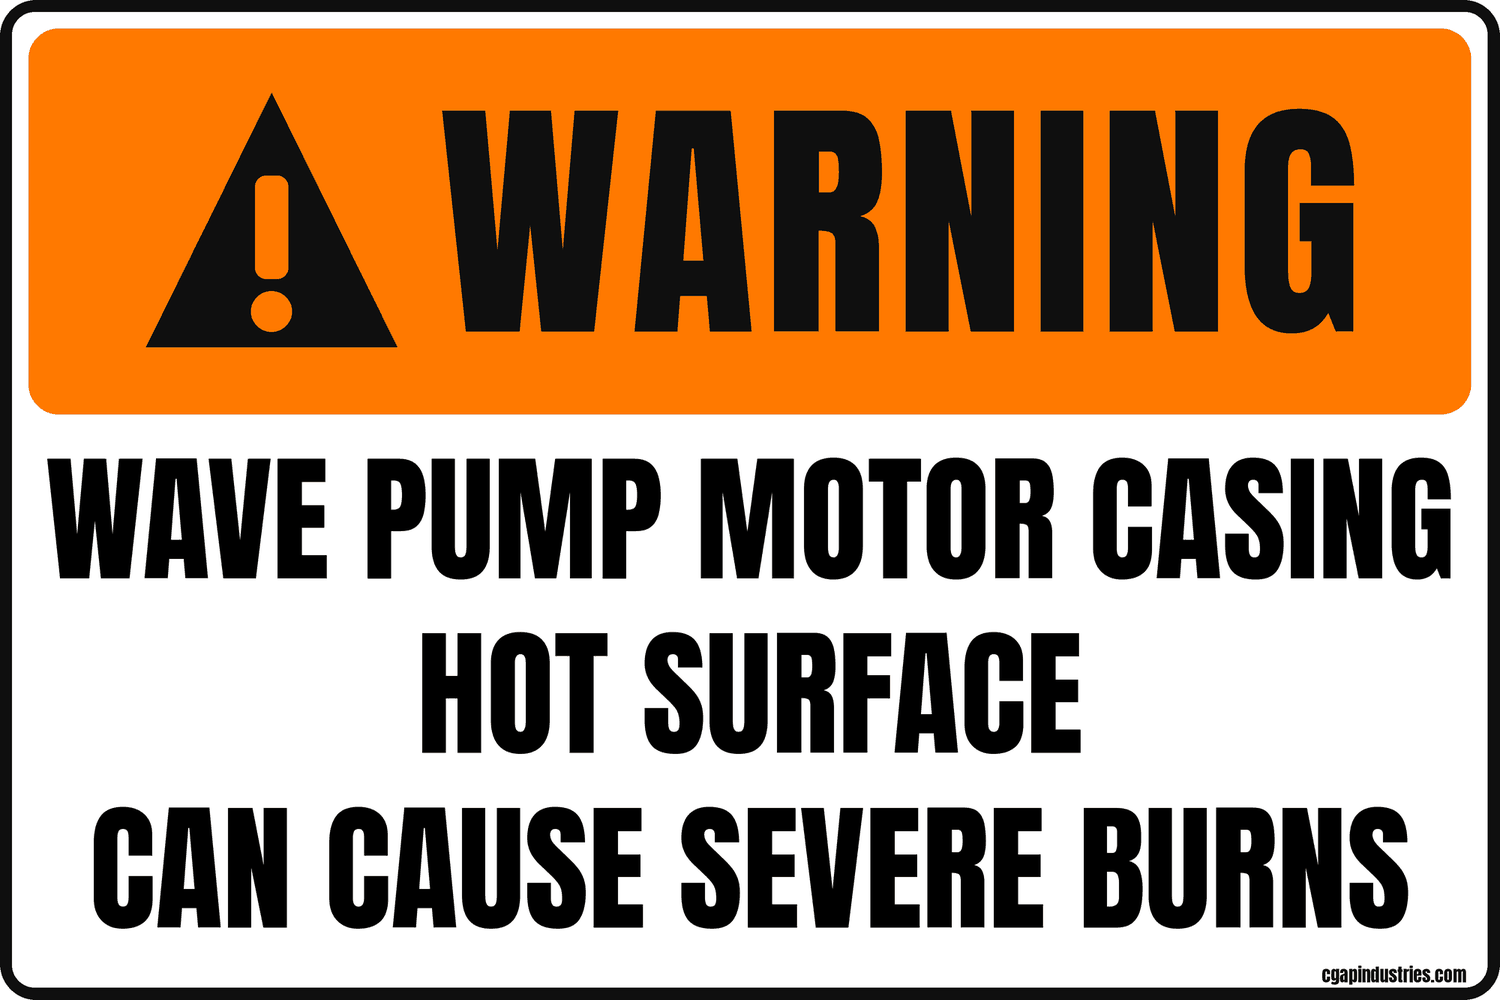 WARNING
WAVE PUMP MOTOR CASING
HOT SURFACE
CAN CAUSE SEVERE BURNS
cgapindustries.com